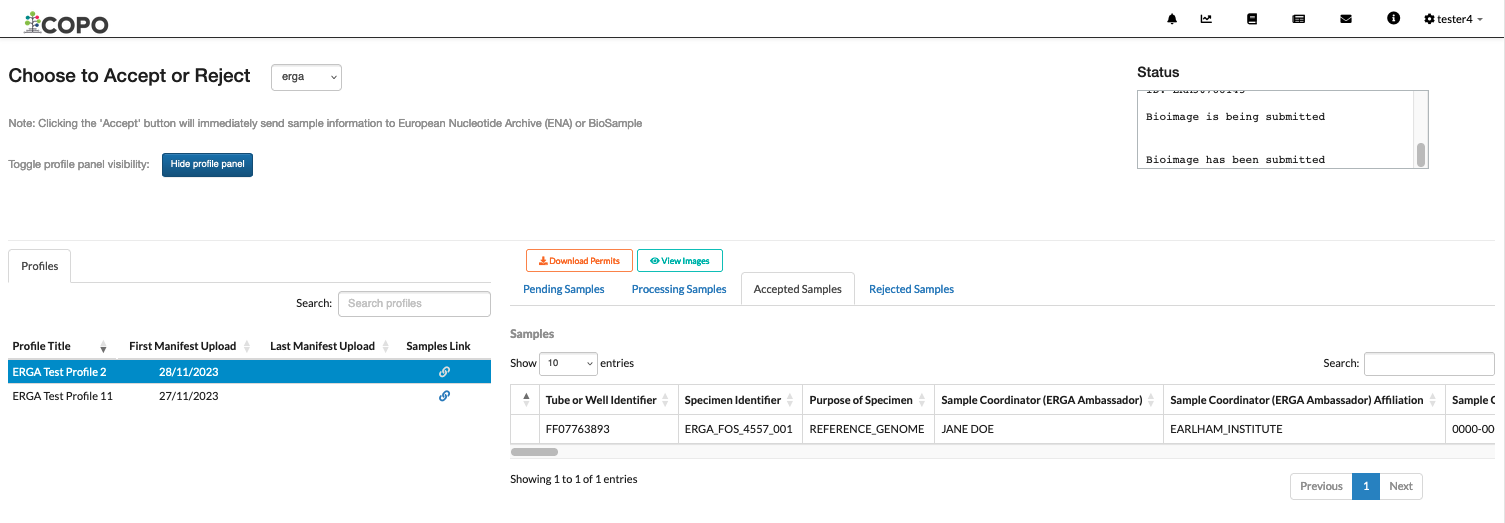 COPO
tester4
Choose to Accept or Reject
erga
Status
Bioimage is being submitted
Bioimage has been submitted
Note: Clicking the 'Accept' button will immediately send sample information to European Nucleotide Archive (ENA) or BioSample
Toggle profile panel visibility:
Hide profile panel
Profiles
Search:
Search profiles
Profile Title First Manifest Upload Last Manifest Upload Samples Link
ERGA Test Profile 2 28/11/2023
ERGA Test Profile 11 27/11/2023
Download Permits
View Images
Pending Samples Processing Samples Accepted Samples Rejected Samples
Samples
Show 10 entries
Search:
Tube or Well Identifier Specimen Identifier Purpose of Specimen Sample Coordinator (ERGA Ambassador) Sample Coordinator (ERGA Ambassador) Affiliation Sample
FF07763893 ERGA_FOS_4557_001 REFERENCE_GENOME JANE DOE EARLHAM_INSTITUTE 0000-00
Showing 1 to 1 of 1 entries
Previous 1 Next